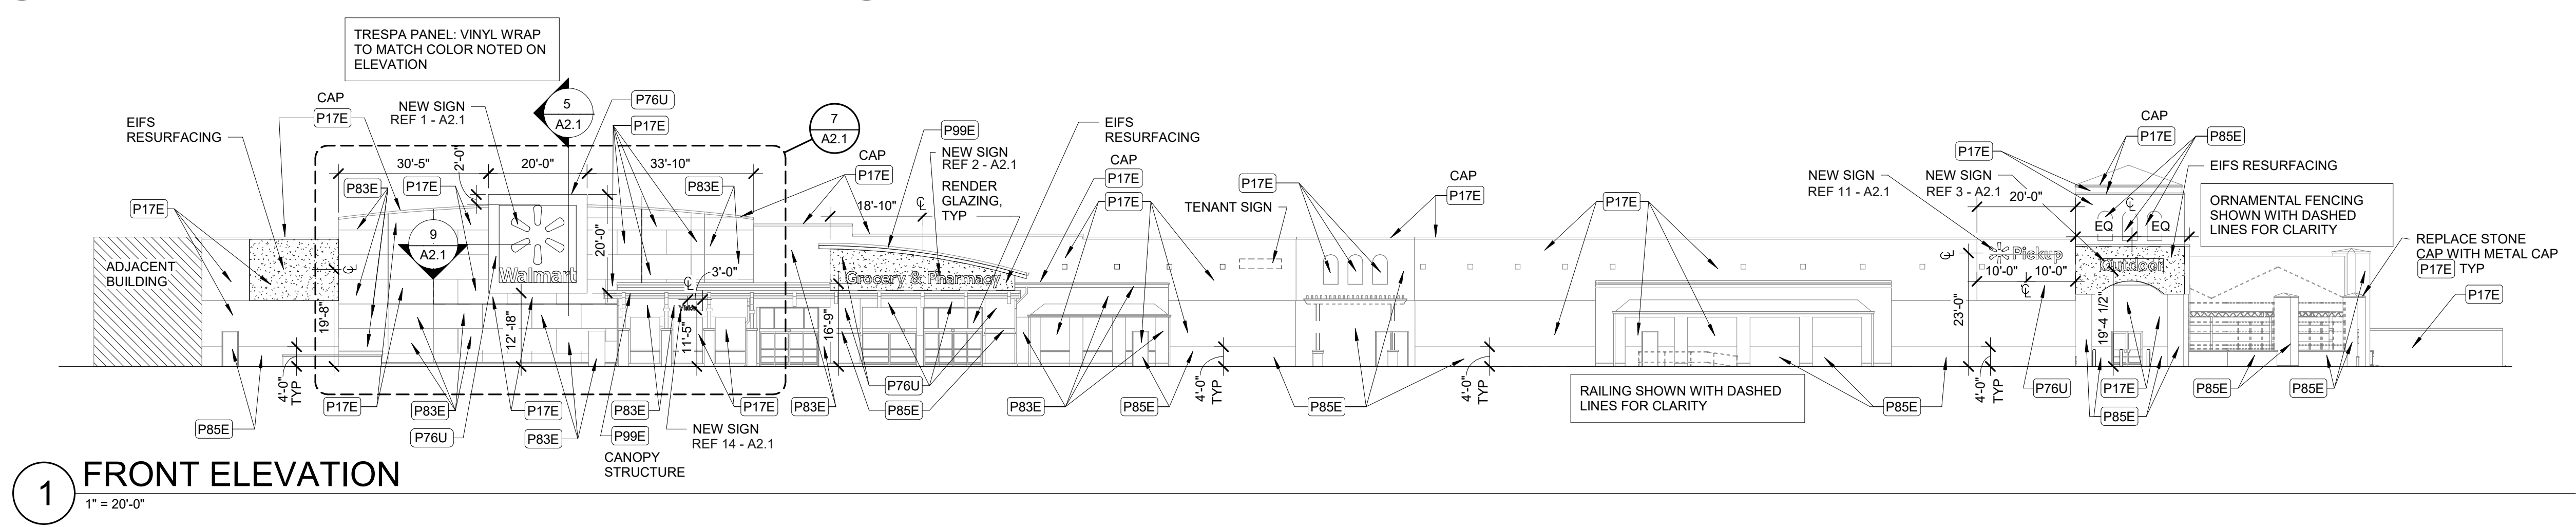 TRESPA PANEL: VINYL WRAP
TO MATCH COLOR NOTED ON
ELEVATION
5
A2.1
P76U
P17E
CAP
P17E
NEW SIGN
REF 1 - A2.1
EIFS
RESURFACING
7
A2.1
P99E
NEW SIGN
REF 2 - A2.1
EIFS
RESURFACING
CAP
P17E
RENDER
GLAZING,
TYP
CAP
P17E
P17E
30'-5"
2'-0"
20'-0"
33'-10"
P83E
P17E
P83E
18'-10"
℄
P17E
TENANT SIGN
CAP
P17E
P17E
NEW SIGN
REF 11 - A2.1
NEW SIGN
REF 3 - A2.1
P17E
CAP
P17E
P85E
EIFS RESURFACING
20'-0"
℄
EQ
EQ
ORNAMENTAL FENCING
SHOWN WITH DASHED
LINES FOR CLARITY
REPLACE STONE
CAP WITH METAL CAP
P17E TYP
P17E
P17E
ADJACENT
BUILDING
℄
9
A2.1
Walmart
20'-0"
℄
3'-0"
Grocery & Pharmacy
℄
Pickup
Outdoor
10'-0"
10'-0"
℄
19'-8"
12'-18"
11'-5"
16'-9"
23'-0"
19'-4 1/2"
4'-0"
TYP
4'-0"
TYP
4'-0"
TYP
4'-0"
TYP
P85E
P17E
P83E
P76U
P17E
P83E
P83E
P99E
CANOPY
STRUCTURE
NEW SIGN
REF 14 - A2.1
P17E
P83E
P76U
P85E
P83E
P85E
P85E
RAILING SHOWN WITH DASHED
LINES FOR CLARITY
P85E
P76U
P17E
P85E
P85E
P85E
1
FRONT ELEVATION
1" = 20'-0"